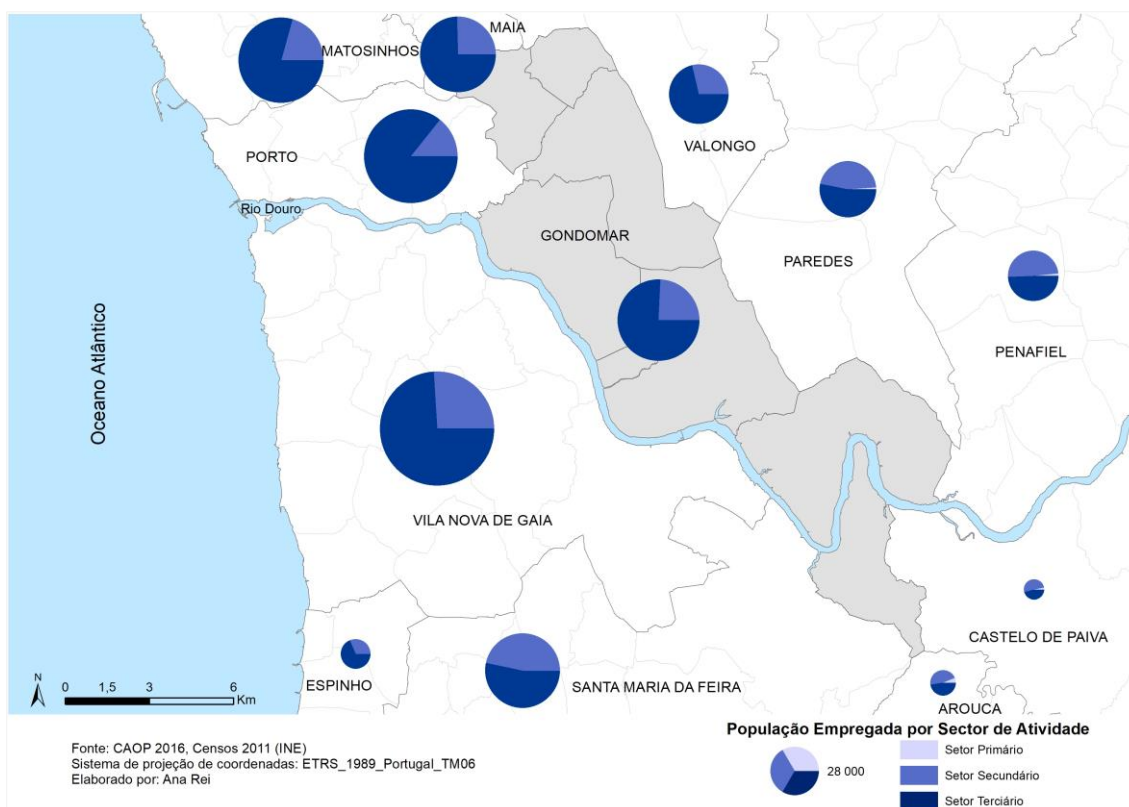 MAIA
MATOSINHOS
VALONGO
PORTO
Rio Douro
GONDOMAR
PAREDES
PENAFIEL
Oceano Atlântico
VILA NOVA DE GAIA
CASTELO DE PAIVA
ESPINHO
SANTA MARIA DA FEIRA
AROUCA
N
0 1,5 3 6
Km
População Empregada por Sector de Atividade
28 000
Setor Primário
Setor Secundário
Setor Terciário
Fonte: CAOP 2016, Censos 2011 (INE)
Sistema de projeção de coordenadas: ETRS_1989_Portugal_TM06
Elaborado por: Ana Rei